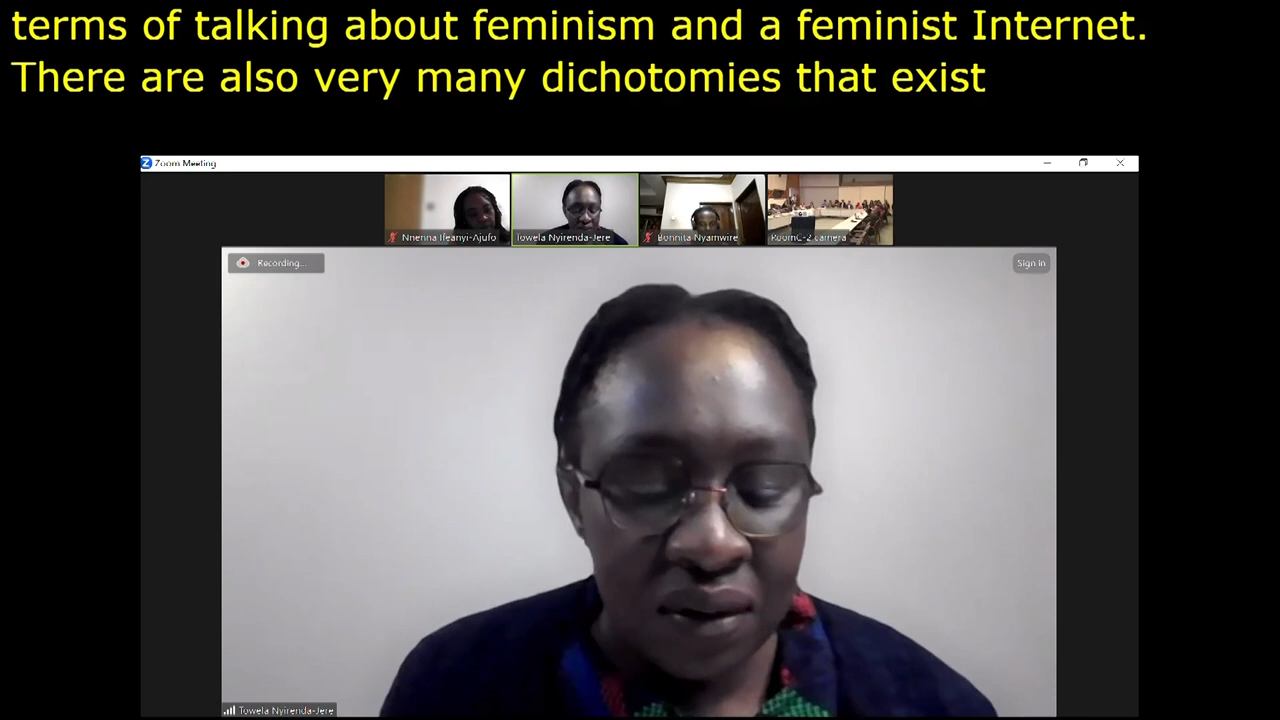 terms of talking about feminism and a feminist Internet.
There are also very many dichotomies that exist
Zoom Meeting
Nnenna Ifeanyi-Ajufo
Towela Nyirenda-Jere
Bonnita Nyamwire
RoomC-2 camera
Recording...
Sign in
Towela Nyirenda-Jere